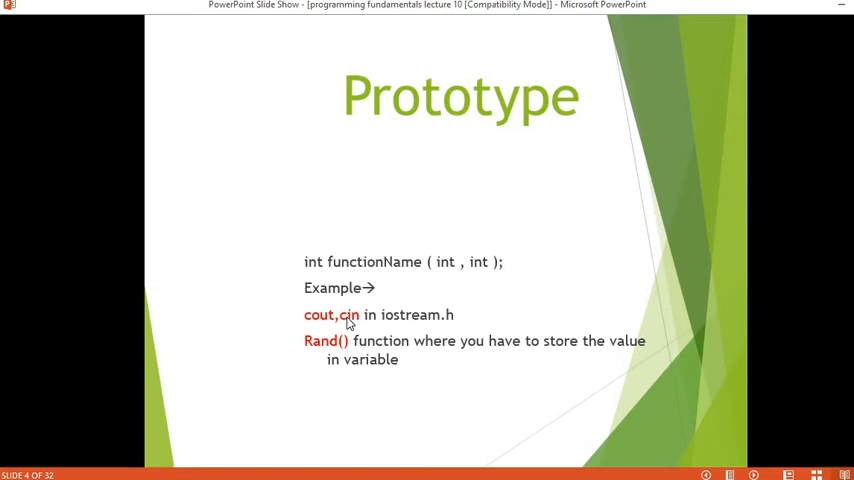 PowerPoint Slide Show - [programming fundamentals lecture 10 [Compatibility Mode]] - Microsoft PowerPoint
Prototype
int functionName ( int , int );
Example→
cout,cin in iostream.h
Rand() function where you have to store the value
in variable
SLIDE 4 OF 32